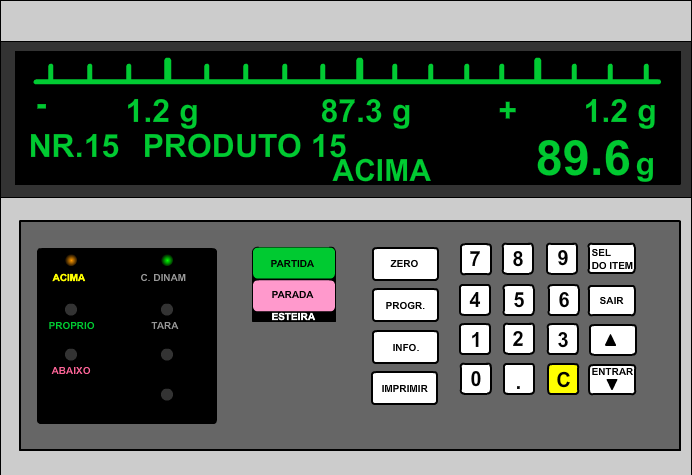 - 1.2 g 87.3 g + 1.2 g
NR.15 PRODUTO 15
ACIMA 89.6 g
ACIMA C. DINAM
PROPRIO TARA
ABAIXO
PARTIDA
PARADA
ESTEIRA
ZERO
PROGR.
INFO.
IMPRIMIR
7 8 9 SEL DO ITEM
4 5 6 SAIR
1 2 3 ▲
0 . C ENTRAR ▼